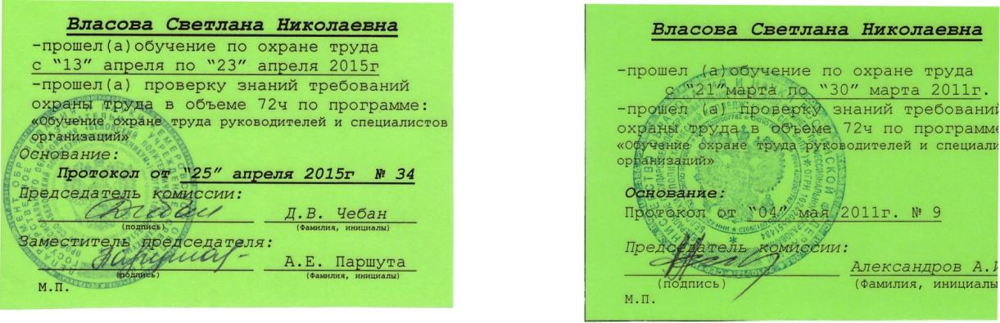 Власова Светлана Николаевна
-прошел(а)обучение по охране труда
с "13" апреля по "23" апреля 2015г
-прошел(а) проверку знаний требований
охраны труда в объеме 72ч по программе:
«Обучение охране труда руководителей и специалистов
организаций»
Основание:
Протокол от "25" апреля 2015г № 34
Председатель комиссии:
Д.В. Чебан
(подпись) (Фамилия, инициалы)
Заместитель председателя:
А.Е. Паршута
(подпись) (Фамилия, инициалы)
М.П.
Власова Светлана Николаевна
-прошел (а)обучение по охране труда
с "21"марта по "30" марта 2011г.
-прошел (а) проверку знаний требований
охраны труда в объеме 72ч по программе
«Обучение охране труда руководителей и специали
организаций»
Основание:
Протокол от "04" мая 2011г. № 9
Председатель комиссии:
Александров А.И
(подпись) (Фамилия, инициалы
М.П.